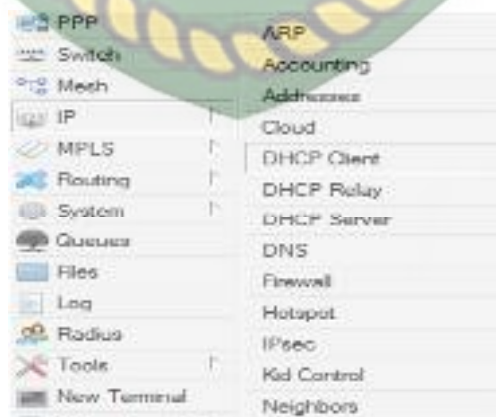 PPP
Switch
Mesh
IP
MPLS
Routing
System
Queues
Files
Log
Radius
Tools
New Terminal
ARP
Accounting
Addresses
Cloud
DHCP Client
DHCP Relay
DHCP Server
DNS
Firewall
Hotspot
IPsec
Kid Control
Neighbors